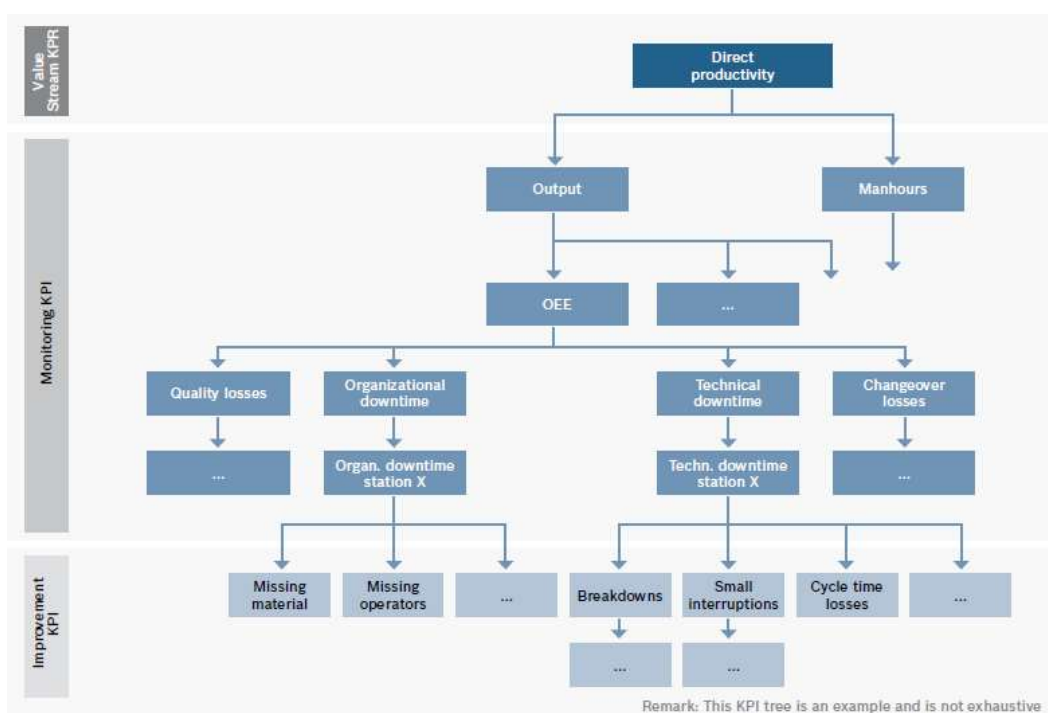 Value
Stream KPR
Direct
productivity
Monitoring KPI
Output
Manhours
OEE
...
Quality losses
Organizational
downtime
Technical
downtime
Changeover
losses
...
Organ. downtime
station X
Techn. downtime
station X
...
Improvement
KPI
Missing
material
Missing
operators
...
Breakdowns
Small
interruptions
Cycle time
losses
...
...
...
Remark: This KPI tree is an example and is not exhaustive